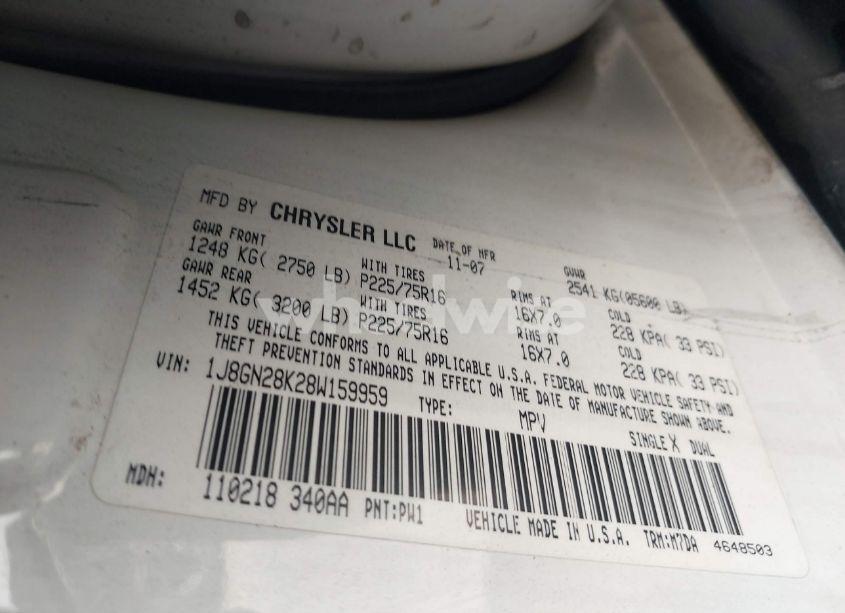 MFD BY CHRYSLER LLC DATE OF MFR 11-07 GVWR
GAWR FRONT WITH TIRES RIMS AT 2541 KG(05600 LB)
1248 KG( 2750 LB) P225/75R16 16X7.0 COLD 228 KPA( 33 PSI)
GAWR REAR WITH TIRES RIMS AT COLD
1452 KG( 3200 LB) P225/75R16 16X7.0 228 KPA( 33 PSI)
THIS VEHICLE CONFORMS TO ALL APPLICABLE U.S.A. FEDERAL MOTOR VEHICLE SAFETY AND
THEFT PREVENTION STANDARDS IN EFFECT ON THE DATE OF MANUFACTURE SHOWN ABOVE.
VIN: 1J8GN28K28W159959 TYPE: MPV SINGLE X DUAL
MDH: 110218 340AA PNT:PW1 VEHICLE MADE IN U.S.A. TRM:M7DA 4648503